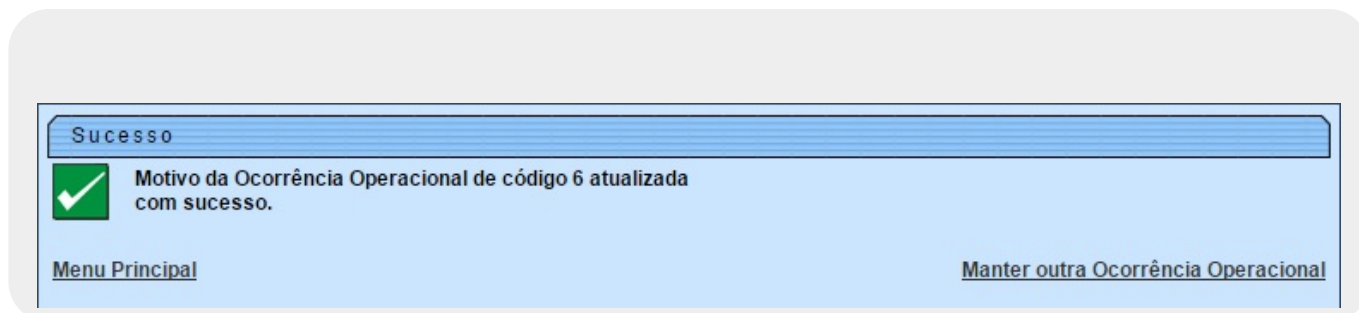 Sucesso
Motivo da Ocorrência Operacional de código 6 atualizada
com sucesso.
Menu Principal
Manter outra Ocorrência Operacional